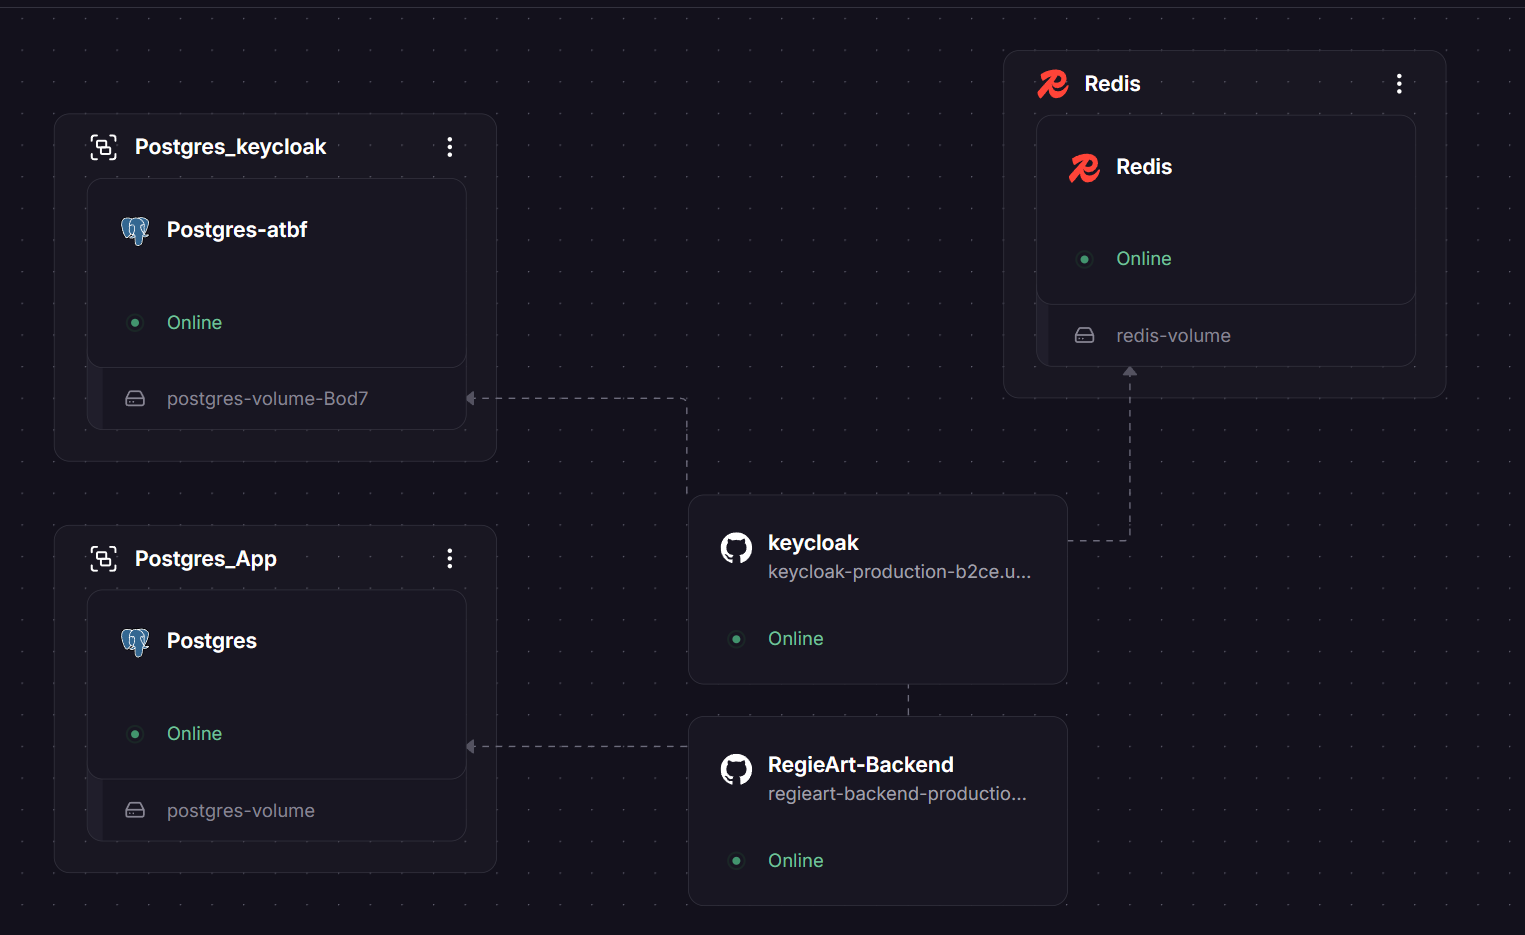 Postgres_keycloak
Postgres-atbf
Online
postgres-volume-Bod7
Redis
Redis
Online
redis-volume
Postgres_App
Postgres
Online
postgres-volume
keycloak
keycloak-production-b2ce.u...
Online
RegieArt-Backend
regieart-backend-productio...
Online